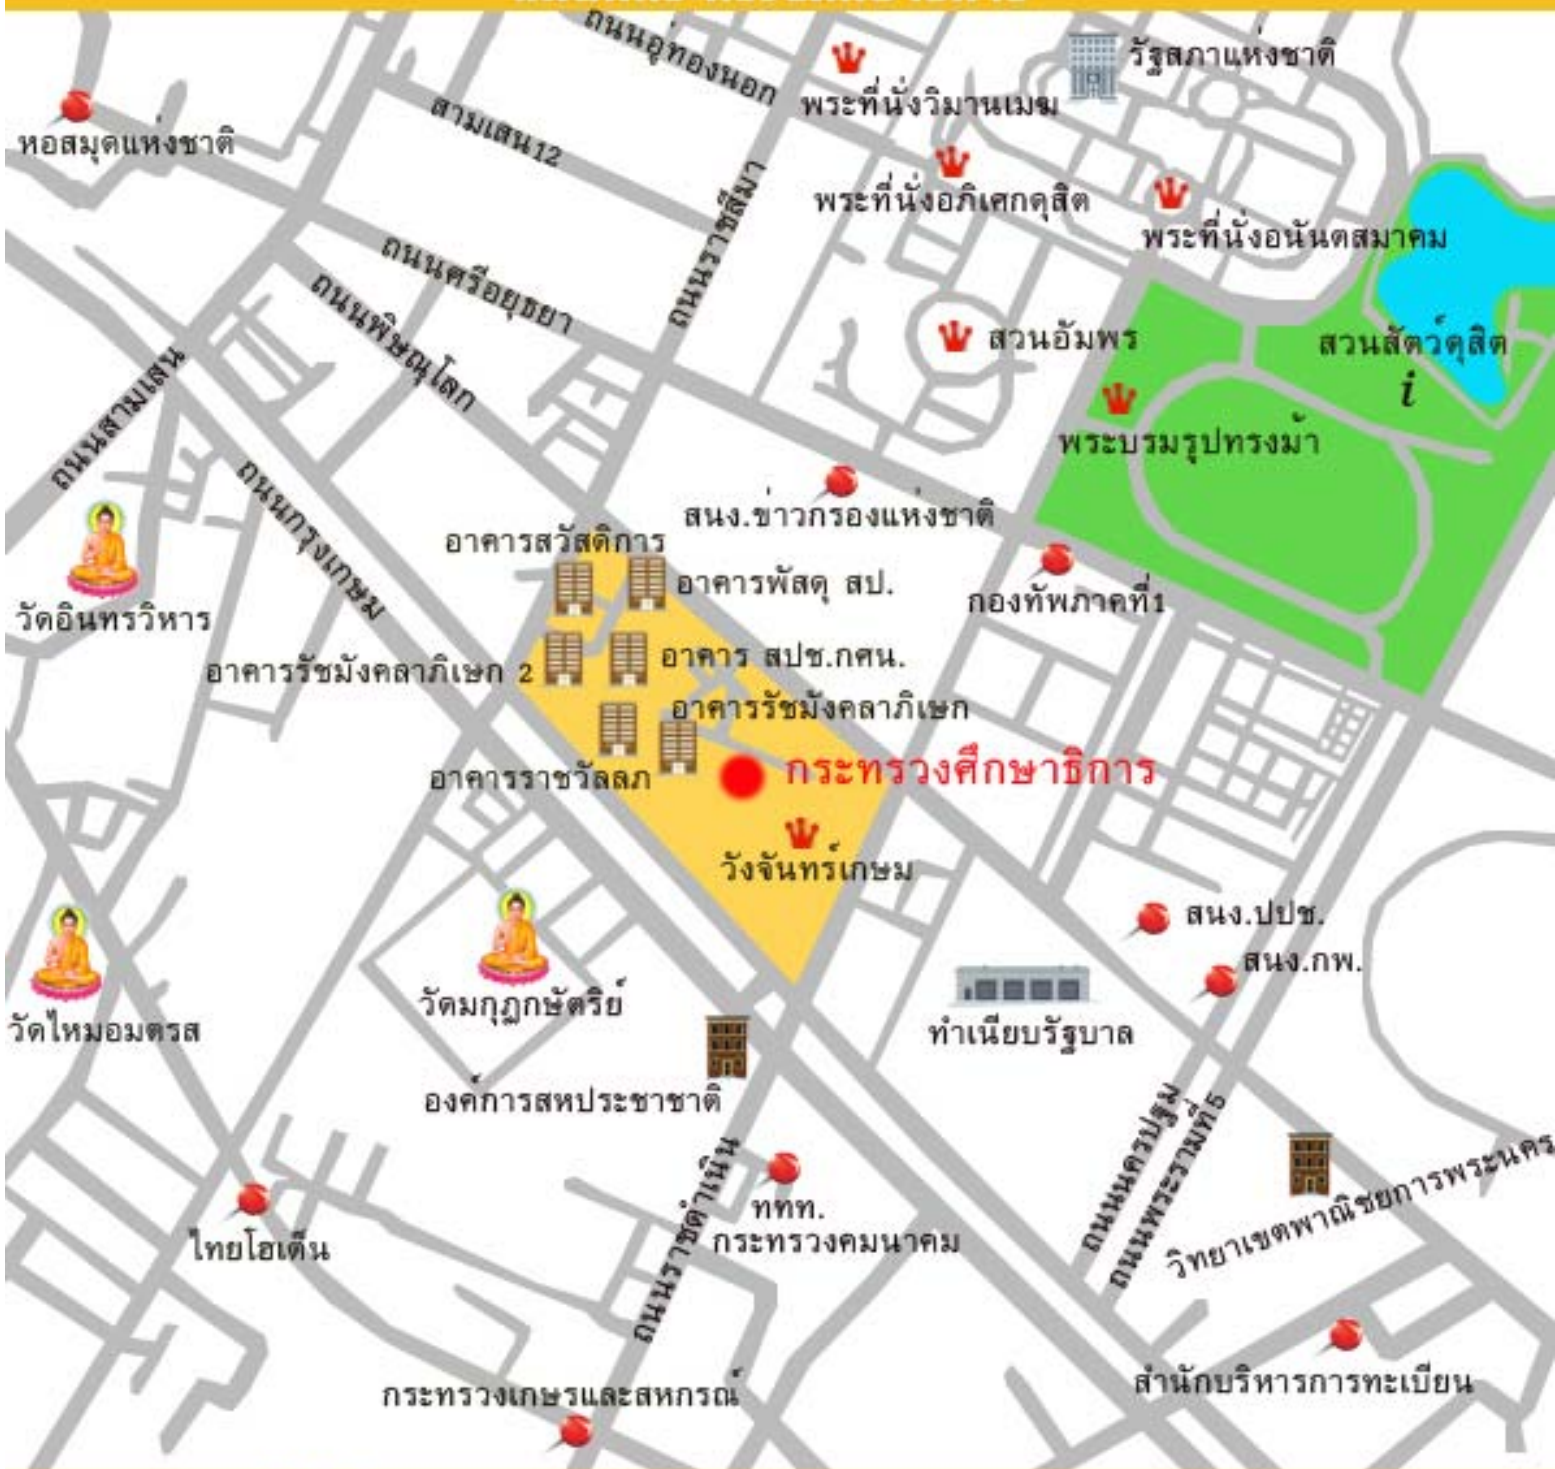 ถนนอู่ทองนอก
รัฐสภาแห่งชาติ
พระที่นั่งวิมานเมฆ
สามเสน12
หอสมุดแห่งชาติ
พระที่นั่งอภิเศกดุสิต
พระที่นั่งอนันตสมาคม
ถนนราชสีมา
ถนนศรีอยุธยา
ถนนพิษณุโลก
สวนอัมพร
สวนสัตว์ดุสิต
i
ถนนสามเสน
พระบรมรูปทรงม้า
ถนนกรุงเกษม
สนง.ข่าวกรองแห่งชาติ
อาคารสวัสดิการ
อาคารพัสดุ สป.
กองทัพภาคที่1
วัดอินทรวิหาร
อาคาร สปช.กศน.
อาคารรัชมังคลาภิเษก 2
อาคารรัชมังคลาภิเษก
กระทรวงศึกษาธิการ
อาคารราชวัลลภ
วังจันทร์เกษม
สนง.ปปช.
สนง.กพ.
วัดมกุฏกษัตริย์
วัดไหมอมตรส
ทำเนียบรัฐบาล
องค์การสหประชาชาติ
ถนนนครปฐม
ถนนพระรามที่5
วิทยาเขตพาณิชยการพระนคร
ถนนราชดำเนิน
ททท.
กระทรวงคมนาคม
ไทยโฮเต็น
สำนักบริหารการทะเบียน
กระทรวงเกษรและสหกรณ์